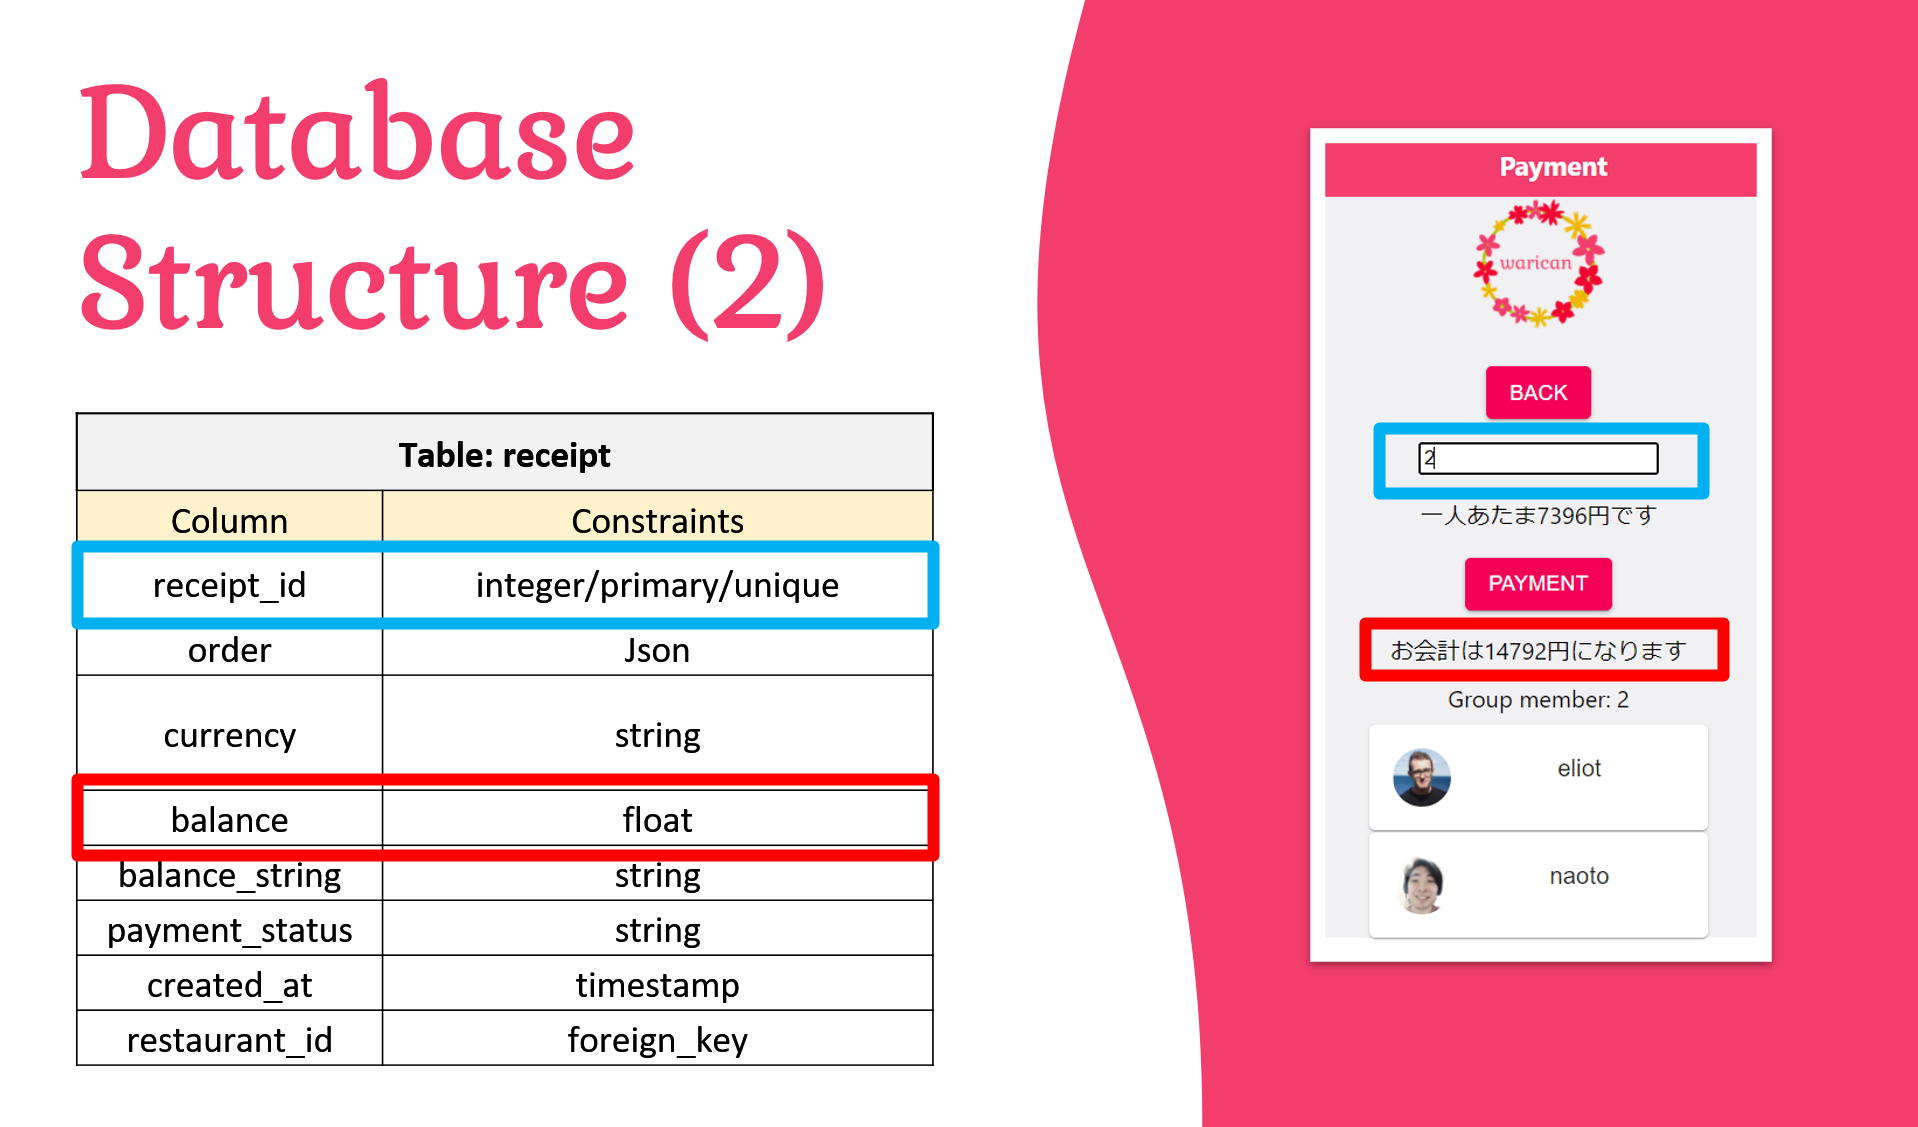 Database
Structure (2)
Table: receipt
Column Constraints
receipt_id integer/primary/unique
order Json
currency string
balance float
balance_string string
payment_status string
created_at timestamp
restaurant_id foreign_key
Payment
warican
BACK
2
一人あたま7396円です
PAYMENT
お会計は14792円になります
Group member: 2
eliot
naoto